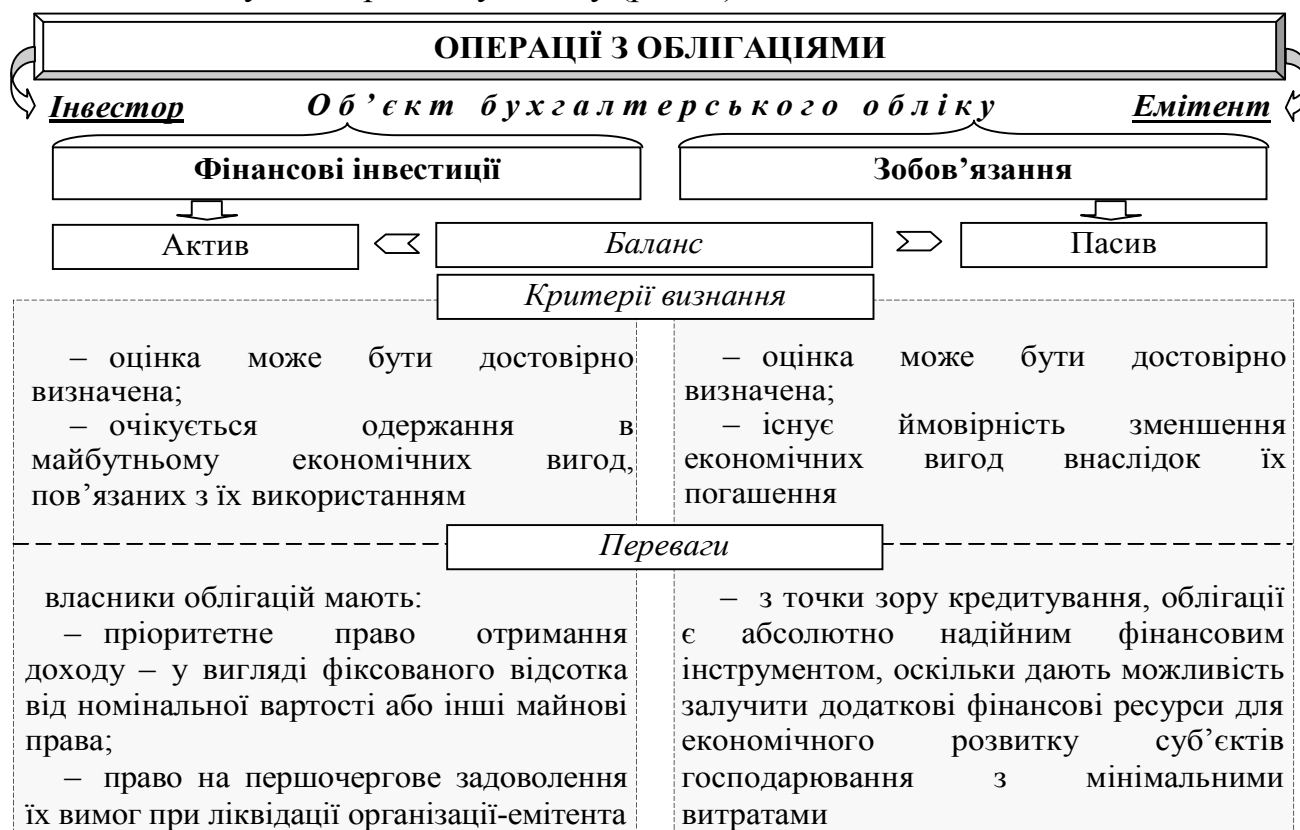 ОПЕРАЦІЇ З ОБЛІГАЦІЯМИ
Інвестор Об’єкт бухгалтерського обліку Емітент
Фінансові інвестиції Зобов’язання
Актив Баланс Пасив
Критерії визнання
– оцінка може бути достовірно
визначена;
– очікується одержання в
майбутньому економічних вигод,
пов’язаних з їх використанням
– оцінка може бути достовірно
визначена;
– існує ймовірність зменшення
економічних вигод внаслідок їх
погашення
Переваги
власники облігацій мають:
– пріоритетне право отримання
доходу – у вигляді фіксованого відсотка
від номінальної вартості або інші майнові
права;
– право на першочергове задоволення
їх вимог при ліквідації організації-емітента
– з точки зору кредитування, облігації
є абсолютно надійним фінансовим
інструментом, оскільки дають можливість
залучити додаткові фінансові ресурси для
економічного розвитку суб’єктів
господарювання з мінімальними
витратами